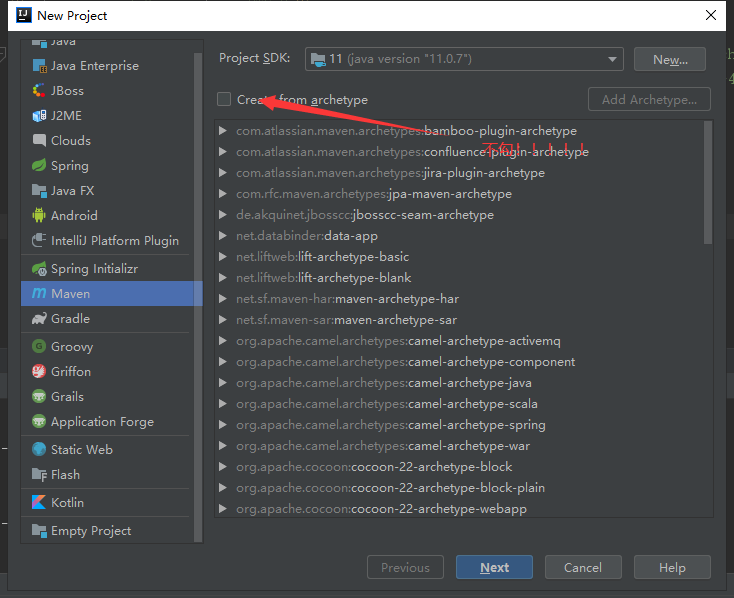 New Project
Java
Java Enterprise
JBoss
J2ME
Clouds
Spring
Java FX
Android
IntelliJ Platform Plugin
Spring Initializr
Maven
Gradle
Groovy
Griffon
Grails
Application Forge
Static Web
Flash
Kotlin
Empty Project
Project SDK: 11 (java version "11.0.7") New...
Create from archetype Add Archetype...
com.atlassian.maven.archetypes:bamboo-plugin-archetype
不勾！！！！！
com.atlassian.maven.archetypes:confluence-plugin-archetype
com.atlassian.maven.archetypes:jira-plugin-archetype
com.rfc.maven.archetypes:jpa-maven-archetype
de.akquinet.jbosscc:jbosscc-seam-archetype
net.databinder:data-app
net.liftweb:lift-archetype-basic
net.liftweb:lift-archetype-blank
net.sf.maven-har:maven-archetype-har
net.sf.maven-sar:maven-archetype-sar
org.apache.camel.archetypes:camel-archetype-activemq
org.apache.camel.archetypes:camel-archetype-component
org.apache.camel.archetypes:camel-archetype-java
org.apache.camel.archetypes:camel-archetype-scala
org.apache.camel.archetypes:camel-archetype-spring
org.apache.camel.archetypes:camel-archetype-war
org.apache.cocoon:cocoon-22-archetype-block
org.apache.cocoon:cocoon-22-archetype-block-plain
org.apache.cocoon:cocoon-22-archetype-webapp
Previous Next Cancel Help